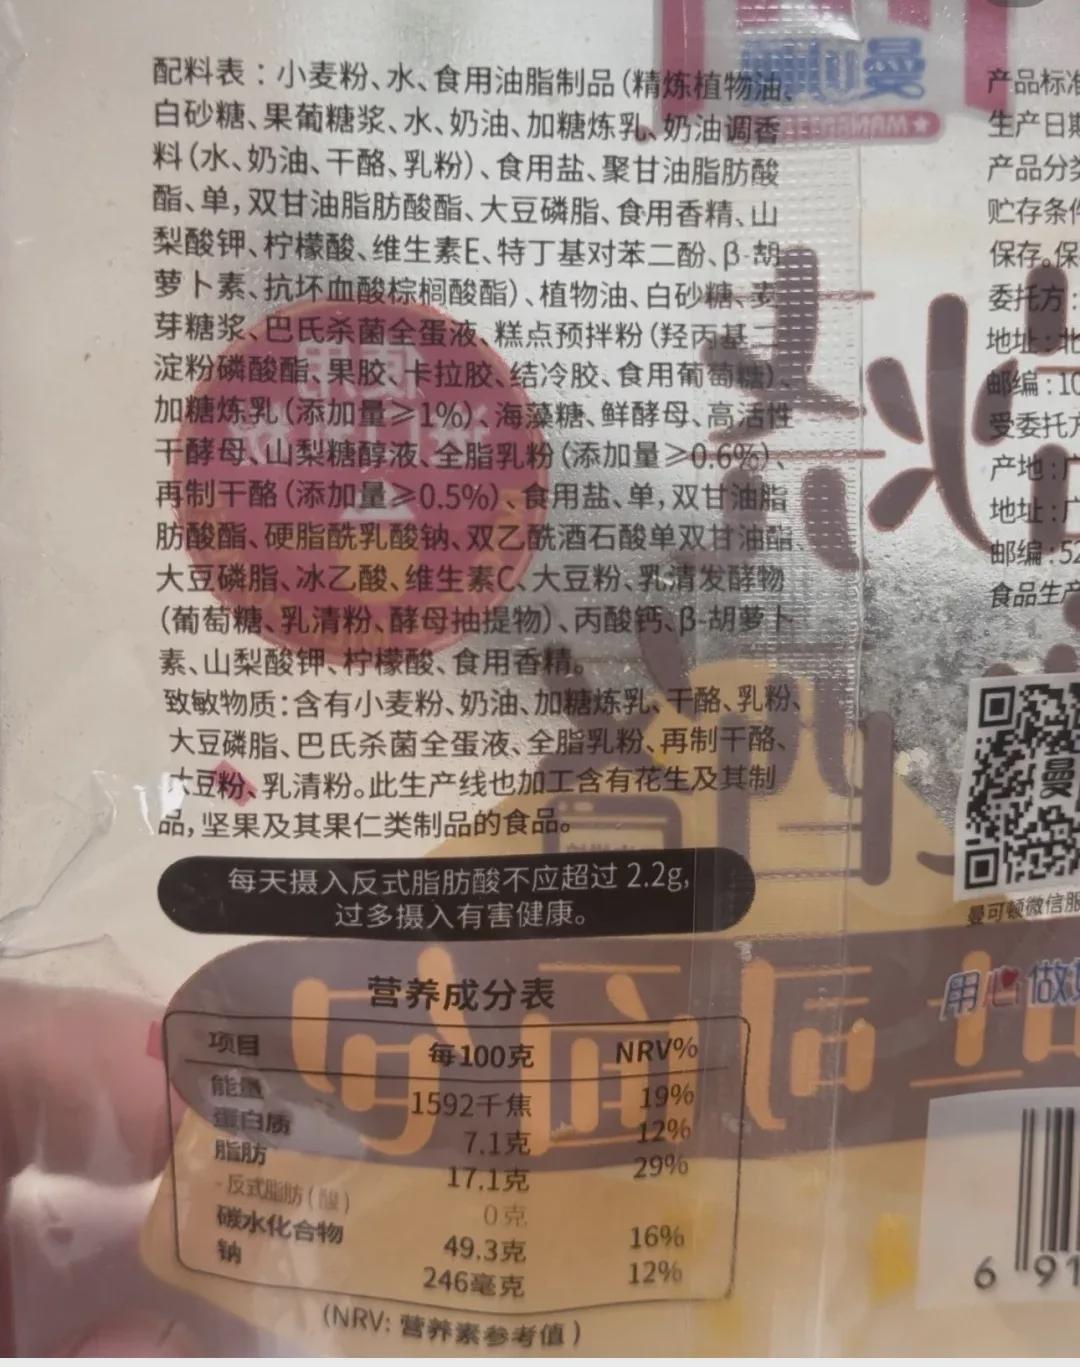 配料表：小麦粉、水、食用油脂制品(精炼植物油、
白砂糖、果葡糖浆、水、奶油、加糖炼乳、奶油调香
料(水、奶油、干酪、乳粉)、食用盐、聚甘油脂肪酸
酯、单,双甘油脂肪酸酯、大豆磷脂、食用香精、山
梨酸钾、柠檬酸、维生素E、特丁基对苯二酚、β-胡
萝卜素、抗坏血酸棕榈酸酯)、植物油、白砂糖、麦
芽糖浆、巴氏杀菌全蛋液、糕点预拌粉(羟丙基二
淀粉磷酸酯、果胶、卡拉胶、结冷胶、食用葡萄糖)、
加糖炼乳(添加量≥1%)、海藻糖、鲜酵母、高活性
干酵母、山梨糖醇液、全脂乳粉(添加量≥0.6%)、
再制干酪(添加量≥0.5%)、食用盐、单,双甘油脂
肪酸酯、硬脂酰乳酸钠、双乙酰酒石酸单双甘油酯、
大豆磷脂、冰乙酸、维生素C、大豆粉、乳清发酵物
(葡萄糖、乳清粉、酵母抽提物)、丙酸钙、β-胡萝卜
素、山梨酸钾、柠檬酸、食用香精。
致敏物质:含有小麦粉、奶油、加糖炼乳、干酪、乳粉、
大豆磷脂、巴氏杀菌全蛋液、全脂乳粉、再制干酪、
大豆粉、乳清粉。此生产线也加工含有花生及其制
品,坚果及其果仁类制品的食品。
每天摄入反式脂肪酸不应超过 2.2g,
过多摄入有害健康。
营养成分表
项目 每100克 NRV%
能量 1592千焦 19%
蛋白质 7.1克 12%
脂肪 17.1克 29%
-反式脂肪(酸) 0克
碳水化合物 49.3克 16%
钠 246毫克 12%
(NRV: 营养素参考值)
产品标准
生产日期
产品分类
贮存条件
保存。保
委托方:
地址:北
邮编:10
受委托方
产地:广
地址:广
邮编:52
食品生产
曼
曼可顿微信服
用心做
6 91